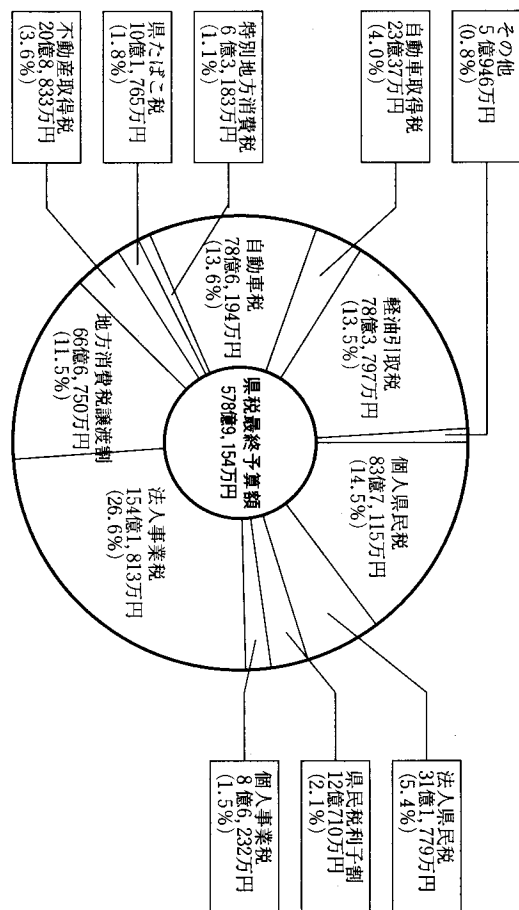 県税最終予算額
578億9,154万円
個人県民税
83億7,115万円
(14.5%)
法人県民税
31億1,779万円
(5.4%)
県民税利子割
12億710万円
(2.1%)
個人事業税
8億6,232万円
(1.5%)
法人事業税
154億1,813万円
(26.6%)
地方消費税譲渡割
66億6,750万円
(11.5%)
不動産取得税
20億8,833万円
(3.6%)
県たばこ税
10億1,765万円
(1.8%)
特別地方消費税
6億3,183万円
(1.1%)
自動車税
78億6,194万円
(13.6%)
自動車取得税
23億37万円
(4.0%)
軽油引取税
78億3,797万円
(13.5%)
その他
5億946万円
(0.8%)